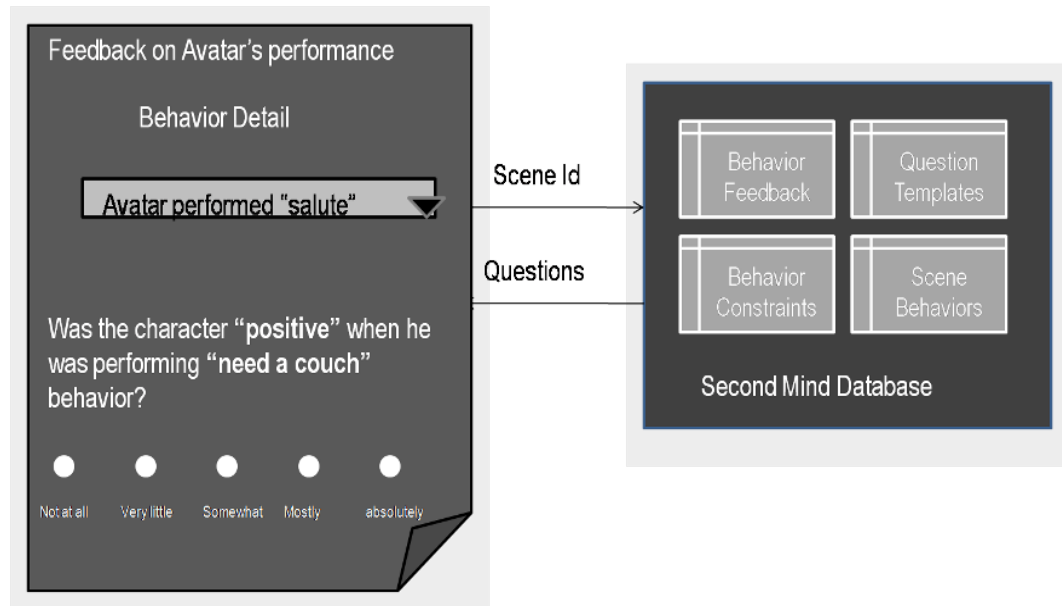 Feedback on Avatar's performance
Behavior Detail
Avatar performed "salute"
Was the character "positive" when he
was performing "need a couch"
behavior?
Not at all
Very little
Somewhat
Mostly
absolutely
Scene Id
Questions
Behavior
Feedback
Question
Templates
Behavior
Constraints
Scene
Behaviors
Second Mind Database